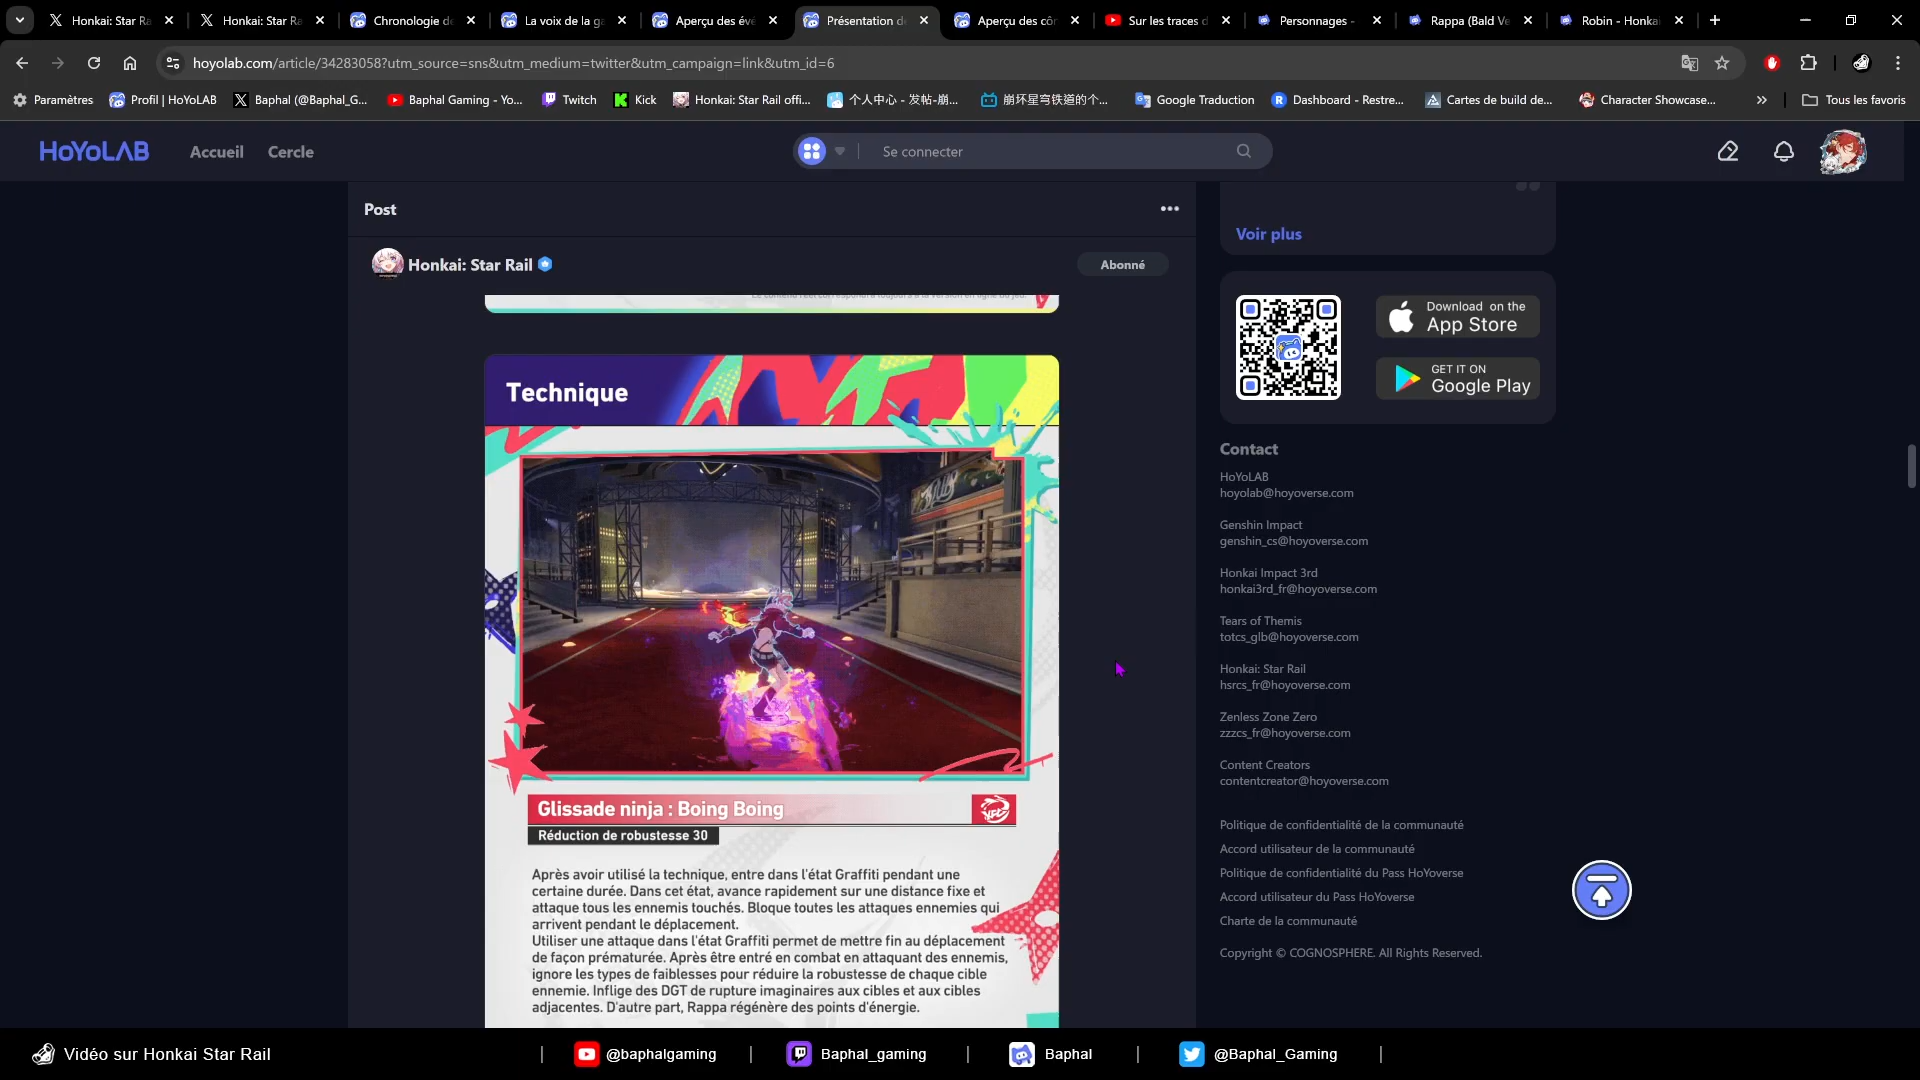 Honkai: Star Ra
Honkai: Star Ra
Chronologie de
La voix de la ga
Aperçu des évé
Présentation de
Aperçu des côn
Sur les traces d
Personnages -
Rappa (Bald Ve
Robin - Honkai
hoyolab.com/article/34283058?utm_source=sns&utm_medium=twitter&utm_campaign=link&utm_id=6
Paramètres
Profil | HoYoLAB
Baphal (@Baphal_G...
Baphal Gaming - Yo...
Twitch
Kick
Honkai: Star Rail offi...
个人中心 - 发帖-崩...
崩坏星穹铁道的个...
Google Traduction
Dashboard - Restre...
Cartes de build de...
Character Showcase...
»
Tous les favoris
HoYoLAB
Accueil
Cercle
Se connecter
Post
Honkai: Star Rail
Abonné
Technique
Glissade ninja : Boing Boing
Réduction de robustesse 30
Après avoir utilisé la technique, entre dans l'état Graffiti pendant une
certaine durée. Dans cet état, avance rapidement sur une distance fixe et
attaque tous les ennemis touchés. Bloque toutes les attaques ennemies qui
arrivent pendant le déplacement.
Utiliser une attaque dans l'état Graffiti permet de mettre fin au déplacement
de façon prématurée. Après être entré en combat en attaquant des ennemis,
ignore les types de faiblesses pour réduire la robustesse de chaque cible
ennemie. Inflige des DGT de rupture imaginaires aux cibles et aux cibles
adjacentes. D'autre part, Rappa régénère des points d'énergie.
Voir plus
Download on the
App Store
GET IT ON
Google Play
Contact
HoYoLAB
hoyolab@hoyoverse.com
Genshin Impact
genshin_cs@hoyoverse.com
Honkai Impact 3rd
honkai3rd_fr@hoyoverse.com
Tears of Themis
totcs_glb@hoyoverse.com
Honkai: Star Rail
hsrcs_fr@hoyoverse.com
Zenless Zone Zero
zzzcs_fr@hoyoverse.com
Content Creators
contentcreator@hoyoverse.com
Politique de confidentialité de la communauté
Accord utilisateur de la communauté
Politique de confidentialité du Pass HoYoverse
Accord utilisateur du Pass HoYoverse
Charte de la communauté
Copyright © COGNOSPHERE. All Rights Reserved.
Vidéo sur Honkai Star Rail
@baphalgaming
Baphal_gaming
Baphal
@Baphal_Gaming